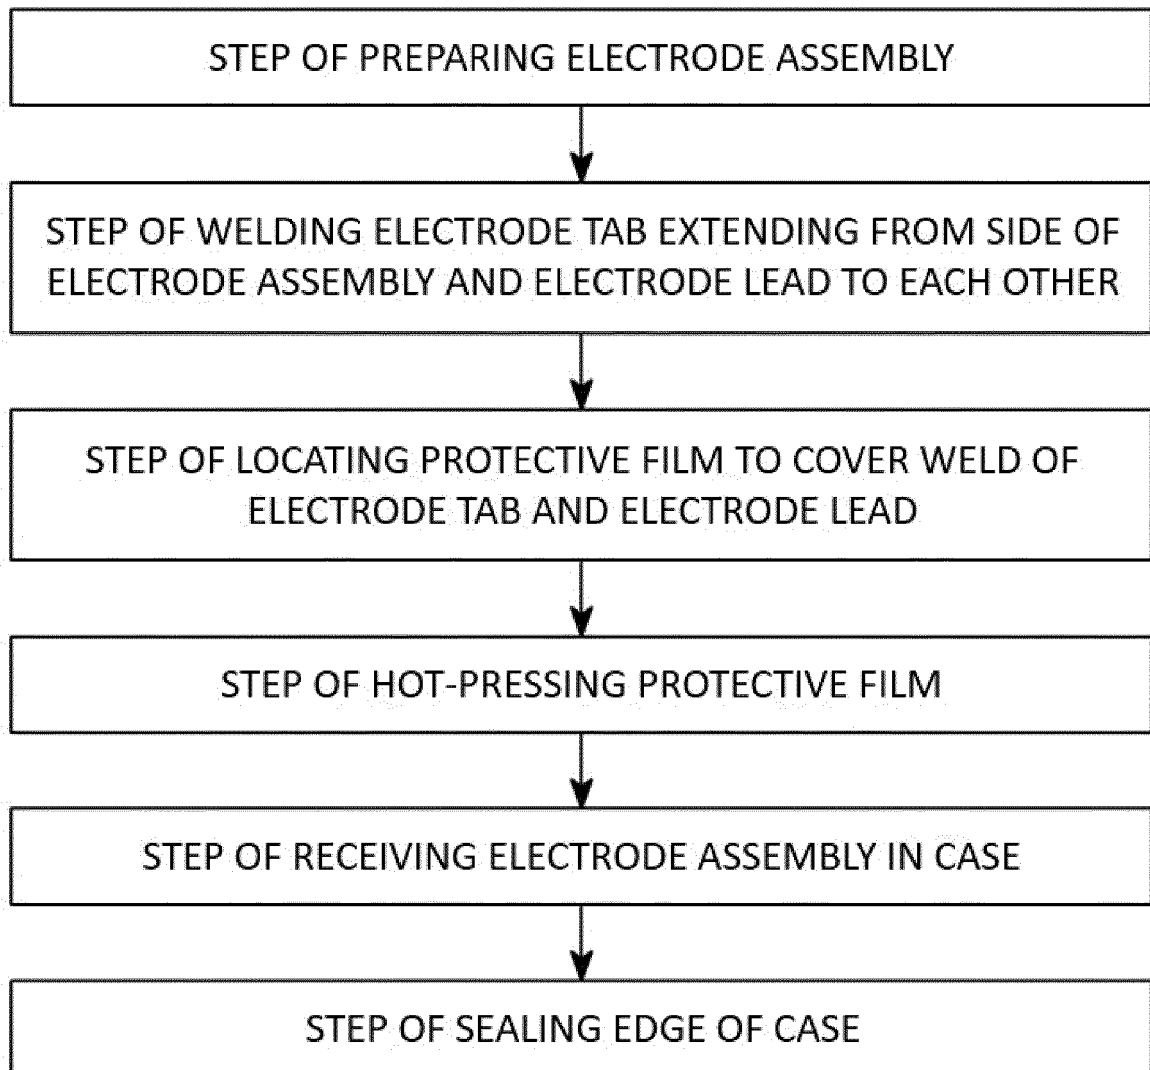 STEP OF PREPARING ELECTRODE ASSEMBLY
STEP OF WELDING ELECTRODE TAB EXTENDING FROM SIDE OF
ELECTRODE ASSEMBLY AND ELECTRODE LEAD TO EACH OTHER
STEP OF LOCATING PROTECTIVE FILM TO COVER WELD OF
ELECTRODE TAB AND ELECTRODE LEAD
STEP OF HOT-PRESSING PROTECTIVE FILM
STEP OF RECEIVING ELECTRODE ASSEMBLY IN CASE
STEP OF SEALING EDGE OF CASE